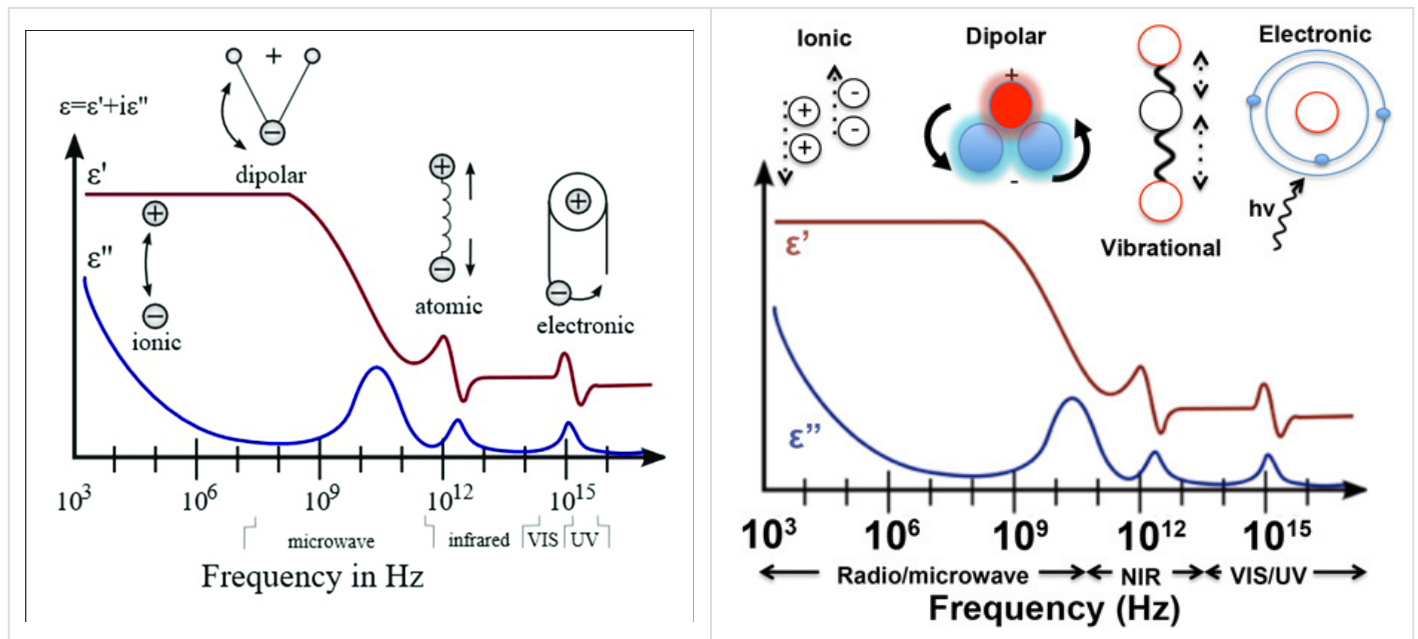 ε=ε'+iε"
+
−
dipolar
ε'
ε"
+
−
ionic
+
−
atomic
+
−
electronic
10³ 10⁶ 10⁹ 10¹² 10¹⁵
microwave infrared VIS UV
Frequency in Hz
Ionic Dipolar Electronic
+ + - -
+
-
hν
Vibrational
ε’
ε”
10³ 10⁶ 10⁹ 10¹² 10¹⁵
Radio/microwave NIR VIS/UV
Frequency (Hz)